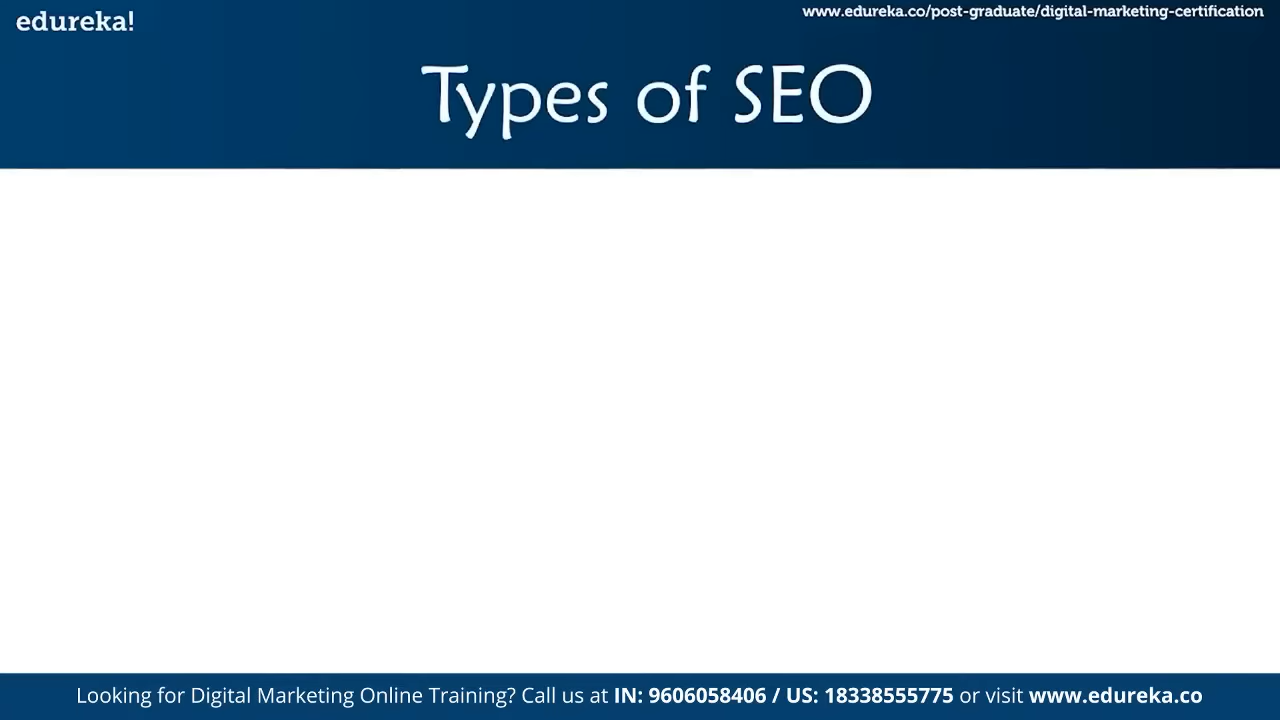 edureka!
www.edureka.co/post-graduate/digital-marketing-certification
Types of SEO
Looking for Digital Marketing Online Training? Call us at IN: 9606058406 / US: 18338555775 or visit www.edureka.co